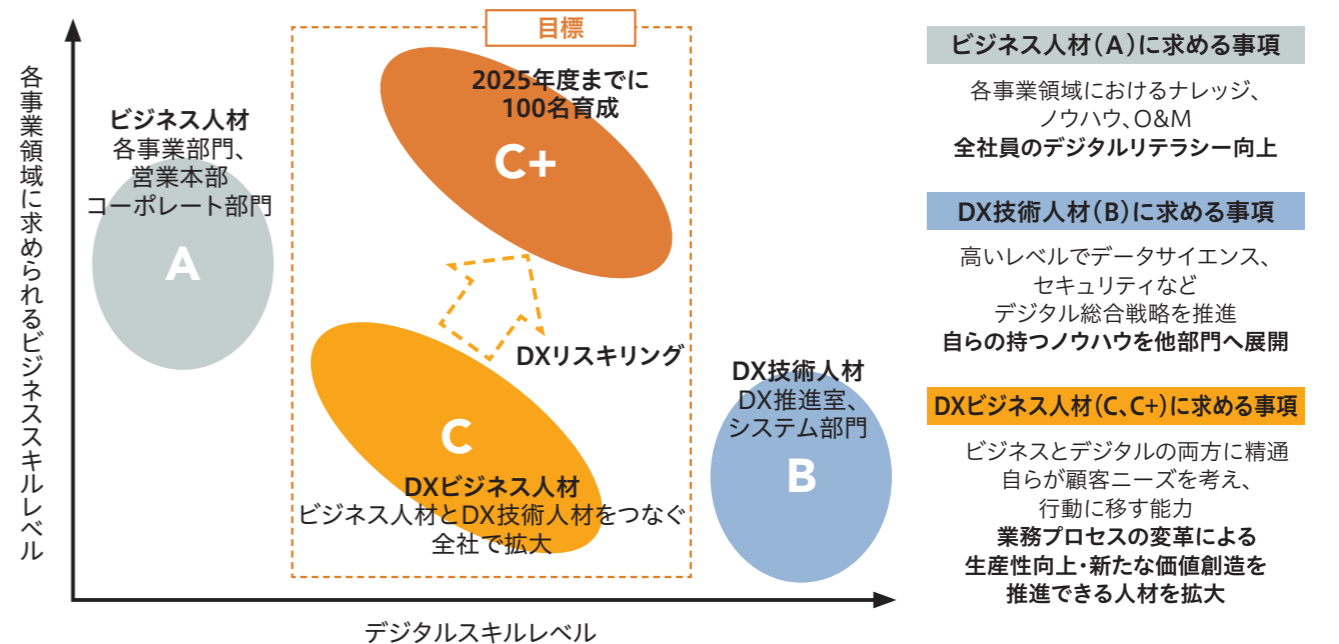 各事業領域に求められるビジネススキルレベル
目標
2025年度までに
100名育成
C+
ビジネス人材
各事業部門、
営業本部
コーポレート部門
A
DXリスキリング
C
DXビジネス人材
ビジネス人材とDX技術人材をつなぐ
全社で拡大
DX技術人材
DX推進室、
システム部門
B
デジタルスキルレベル
ビジネス人材(A)に求める事項
各事業領域におけるナレッジ、
ノウハウ、O&M
全社員のデジタルリテラシー向上
DX技術人材(B)に求める事項
高いレベルでデータサイエンス、
セキュリティなど
デジタル総合戦略を推進
自らの持つノウハウを他部門へ展開
DXビジネス人材(C、C+)に求める事項
ビジネスとデジタルの両方に精通
自らが顧客ニーズを考え、
行動に移す能力
業務プロセスの変革による
生産性向上・新たな価値創造を
推進できる人材を拡大